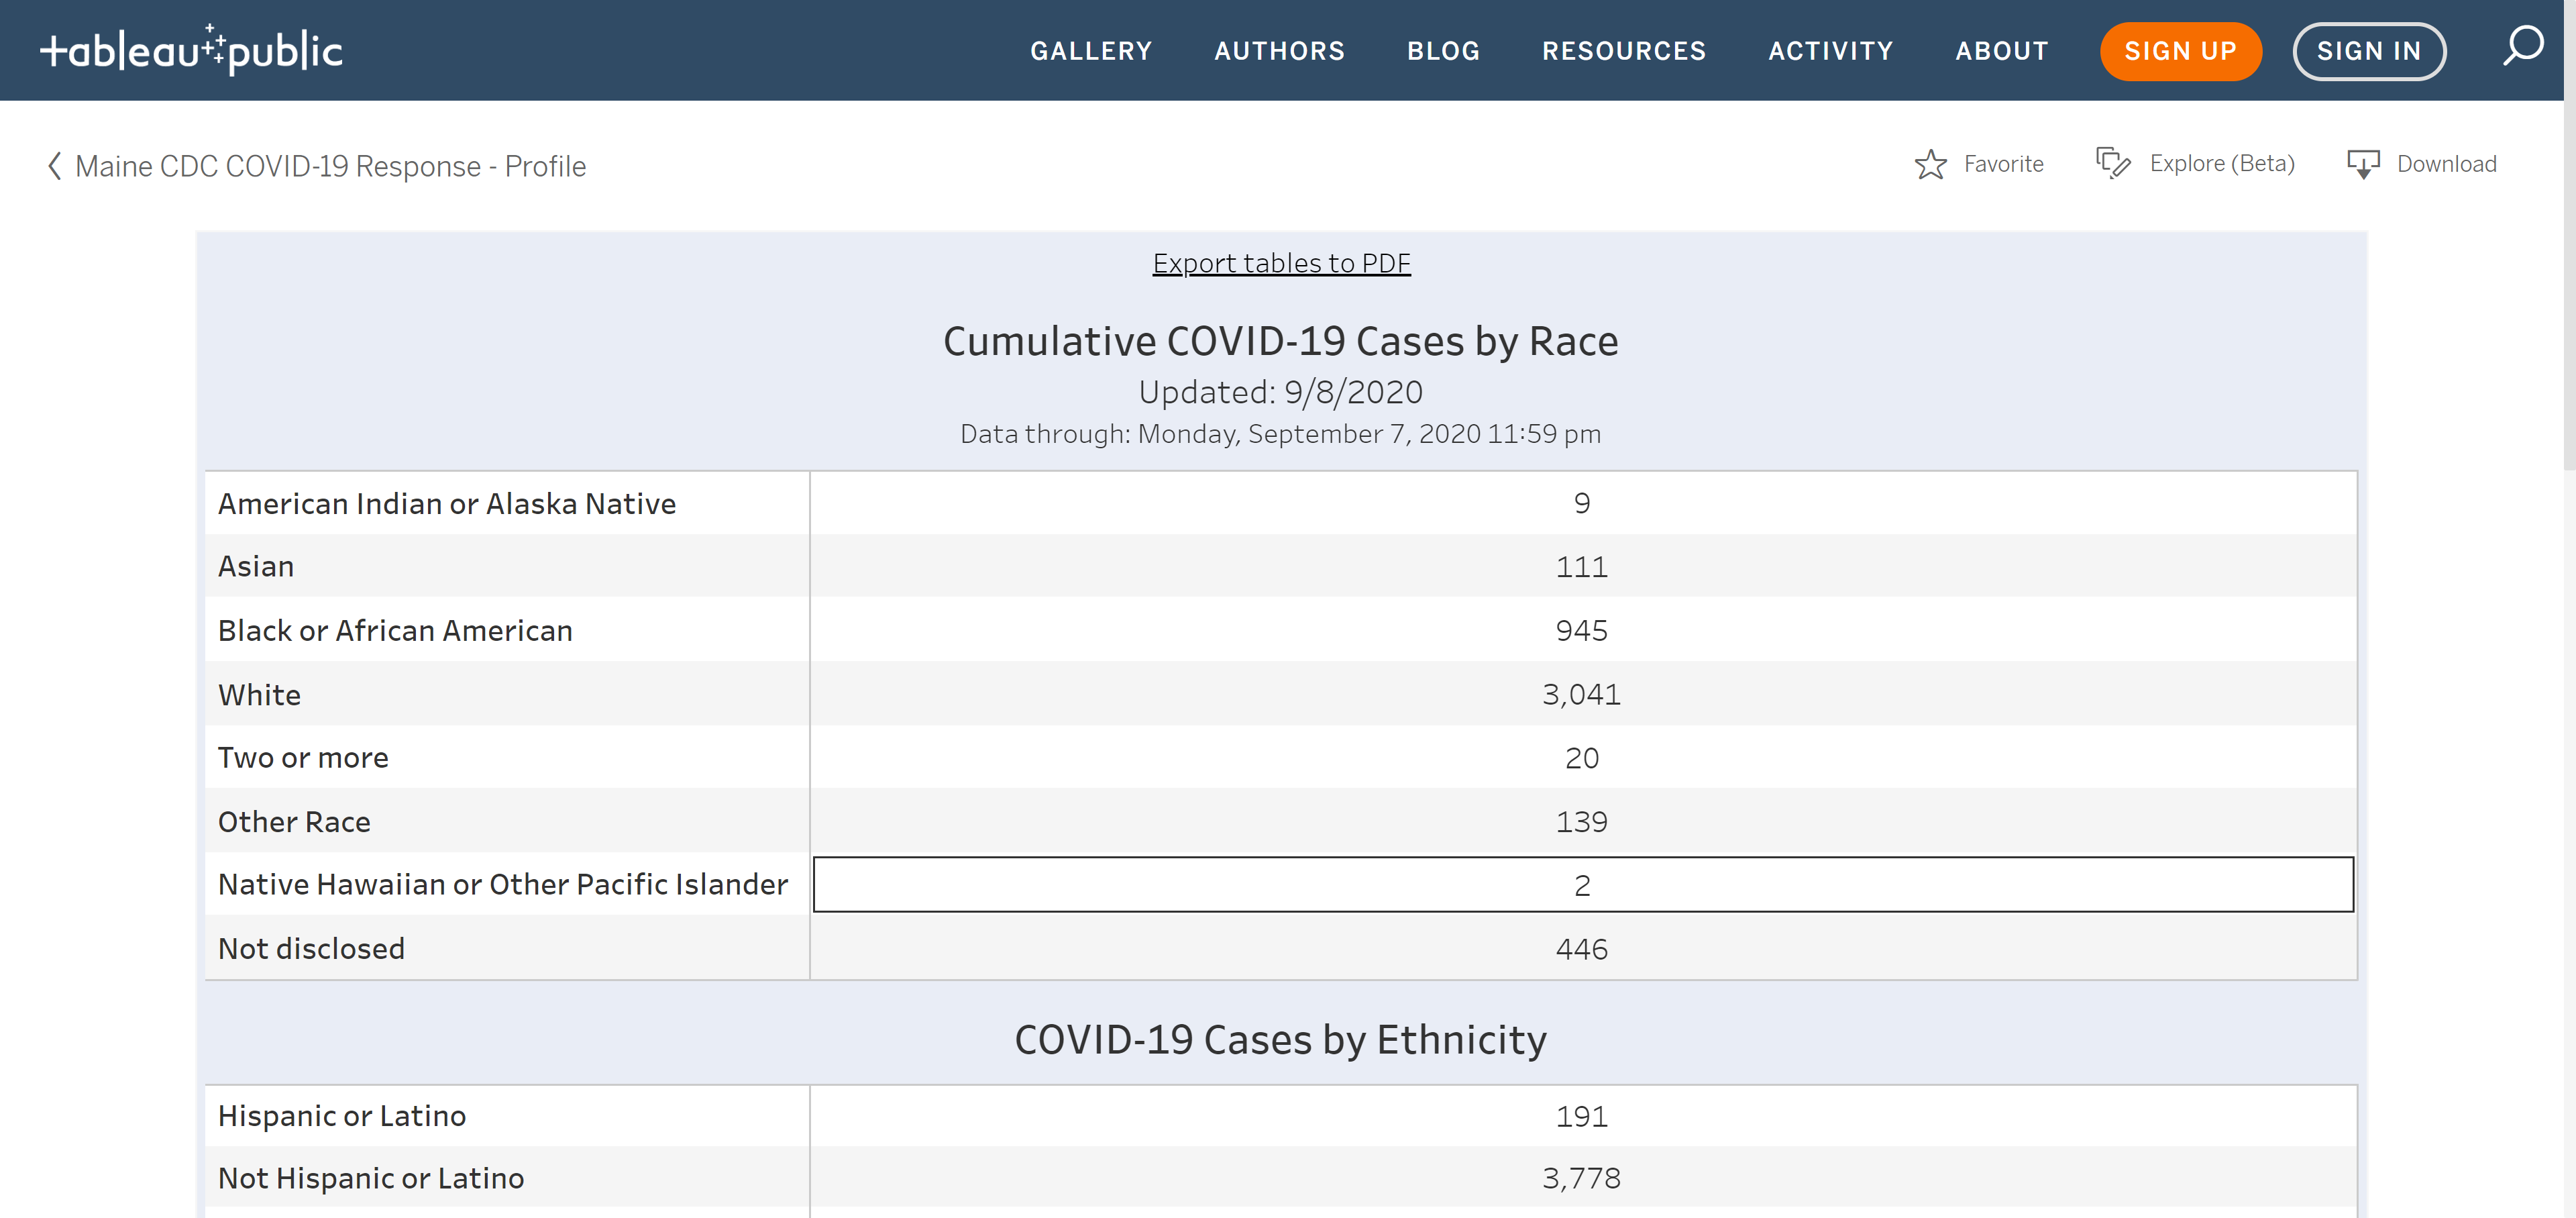 tableau public GALLERY AUTHORS BLOG RESOURCES ACTIVITY ABOUT SIGN UP SIGN IN
Maine CDC COVID-19 Response - Profile Favorite Explore (Beta) Download
Export tables to PDF
Cumulative COVID-19 Cases by Race
Updated: 9/8/2020
Data through: Monday, September 7, 2020 11:59 pm
American Indian or Alaska Native 9
Asian 111
Black or African American 945
White 3,041
Two or more 20
Other Race 139
Native Hawaiian or Other Pacific Islander 2
Not disclosed 446
COVID-19 Cases by Ethnicity
Hispanic or Latino 191
Not Hispanic or Latino 3,778